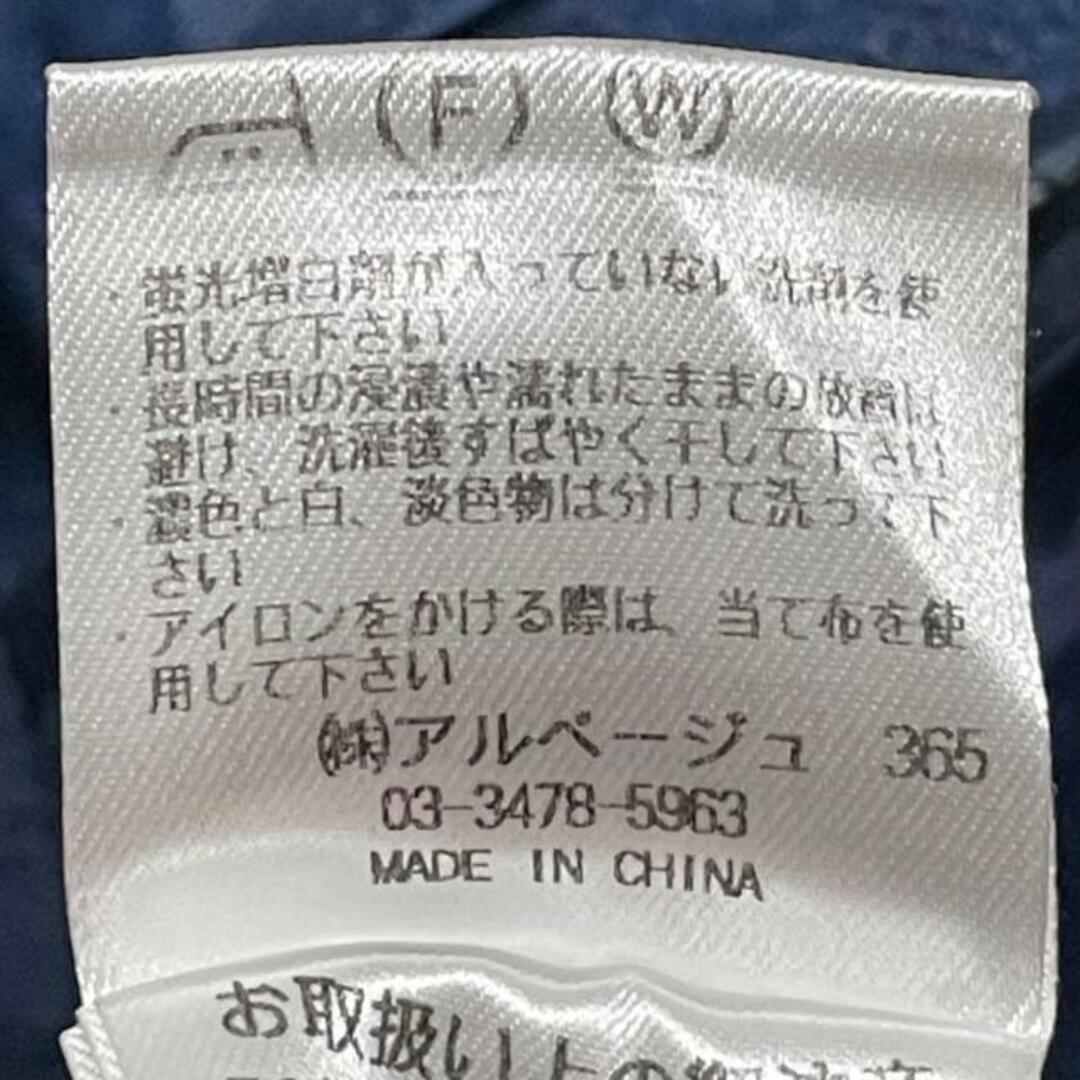 F W
・蛍光増白剤が入っていない洗剤を使
用して下さい
・長時間の浸漬や濡れたままの放置は
避け、洗濯後すばやく干して下さい
・濃色と白、淡色物は分けて洗って下
さい
・アイロンをかける際は、当て布を使
用して下さい
㈱アルページュ 365
03-3478-5963
MADE IN CHINA
お取扱い上の